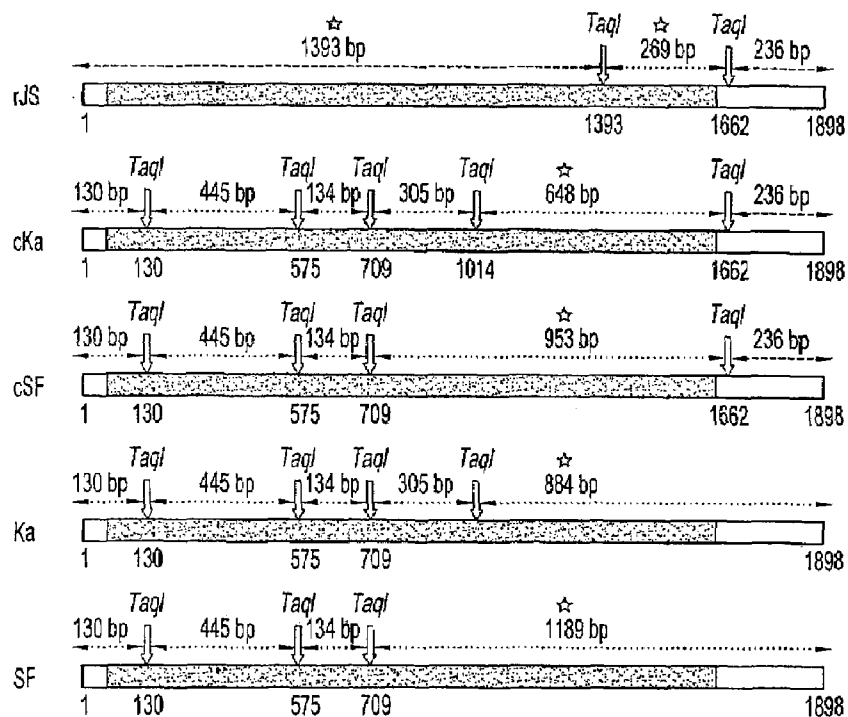 ☆ TaqI ☆ TaqI
1393 bp 269 bp 236 bp
rJS
1 1393 1662 1898
TaqI TaqI TaqI TaqI ☆ TaqI
130 bp 445 bp 134 bp 305 bp 648 bp 236 bp
cKa
1 130 575 709 1014 1662 1898
TaqI TaqI TaqI ☆ TaqI
130 bp 445 bp 134 bp 953 bp 236 bp
cSF
1 130 575 709 1662 1898
TaqI TaqI TaqI TaqI ☆
130 bp 445 bp 134 bp 305 bp 884 bp
Ka
1 130 575 709 1898
TaqI TaqI TaqI ☆
130 bp 445 bp 134 bp 1189 bp
SF
1 130 575 709 1898